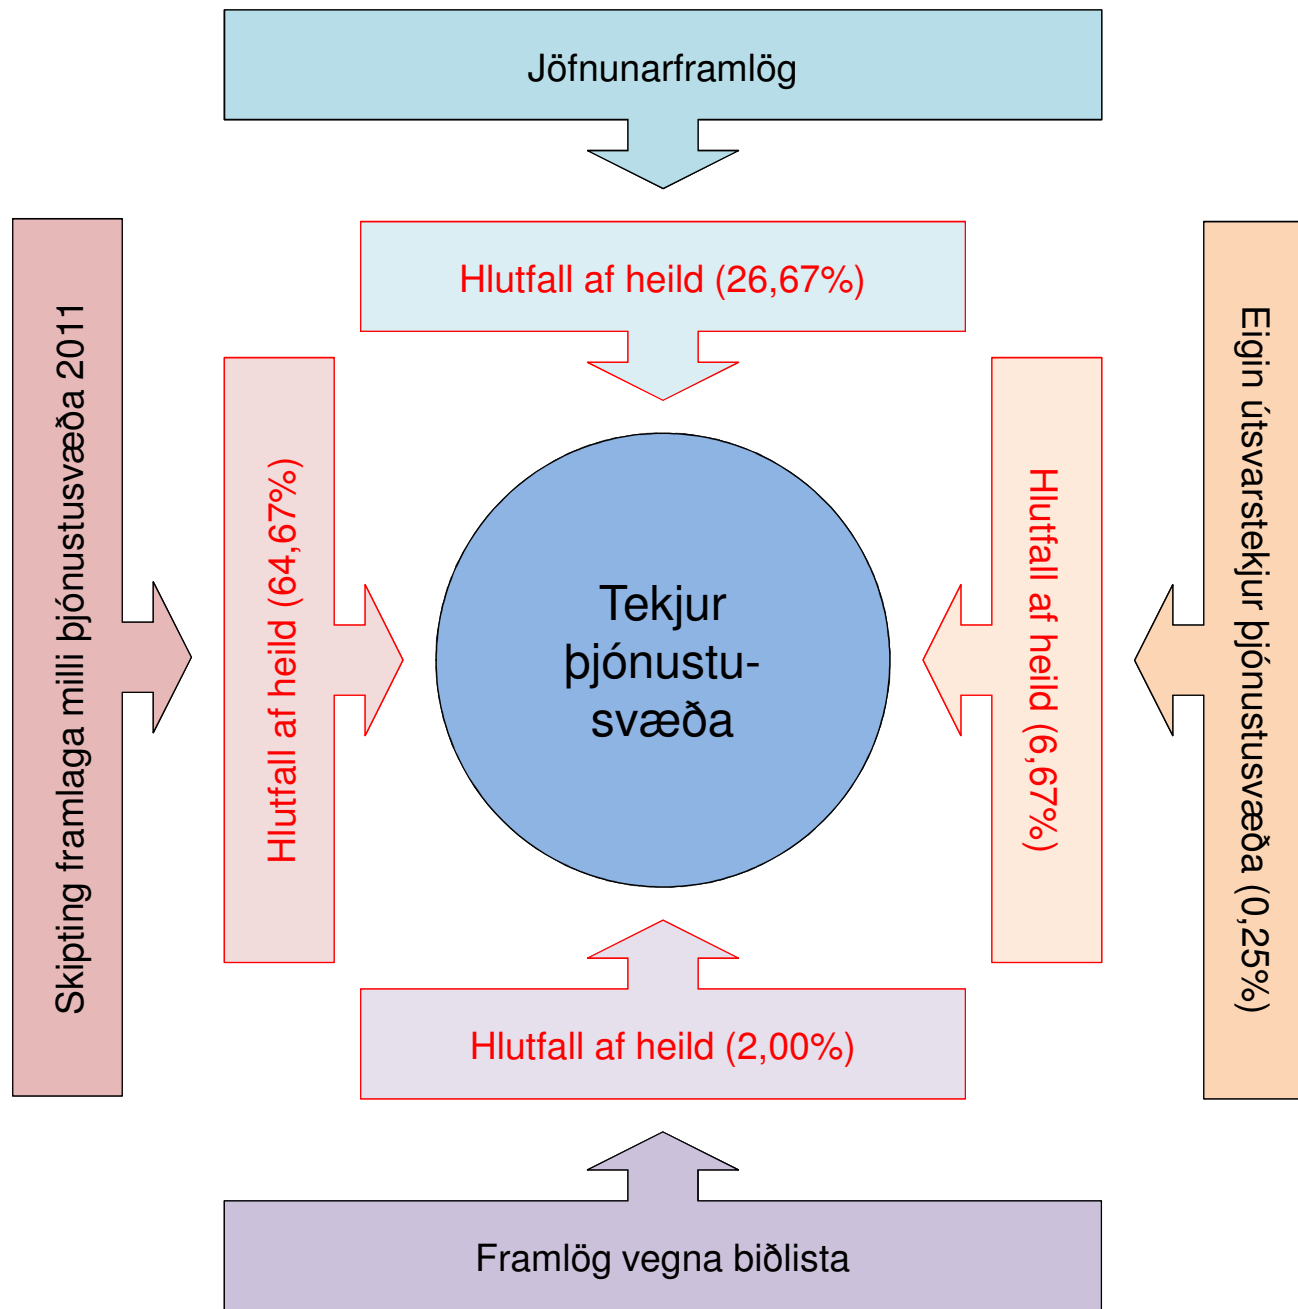 Jöfnunarframlög
Hlutfall af heild (26,67%)
Skipting framlaga milli þjónustusvæða 2011
Hlutfall af heild (64,67%)
Tekjur
þjónustu-
svæða
Hlutfall af heild (6,67%)
Eigin útsvarstekjur þjónustusvæða (0,25%)
Hlutfall af heild (2,00%)
Framlög vegna biðlista